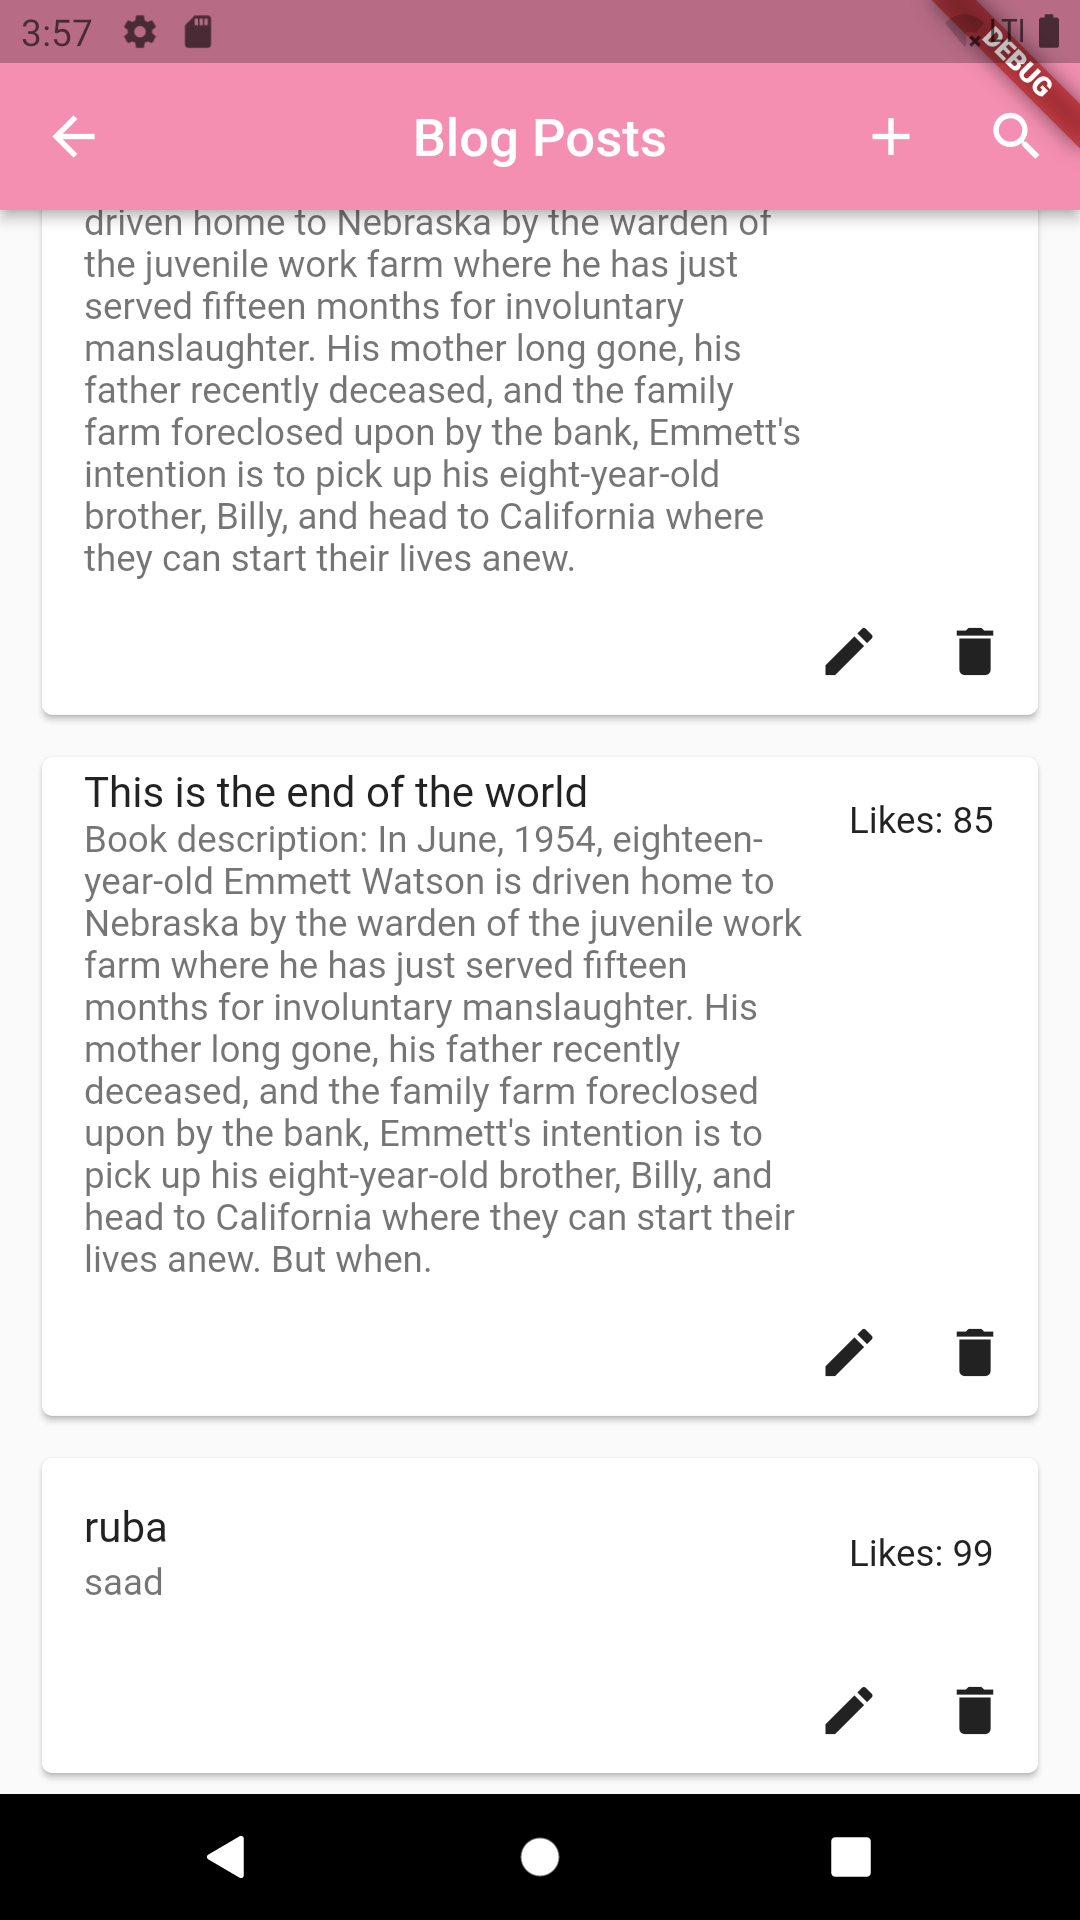 3:57
DEBUG
Blog Posts
driven home to Nebraska by the warden of
the juvenile work farm where he has just
served fifteen months for involuntary
manslaughter. His mother long gone, his
father recently deceased, and the family
farm foreclosed upon by the bank, Emmett's
intention is to pick up his eight-year-old
brother, Billy, and head to California where
they can start their lives anew.
This is the end of the world
Likes: 85
Book description: In June, 1954, eighteen-
year-old Emmett Watson is driven home to
Nebraska by the warden of the juvenile work
farm where he has just served fifteen
months for involuntary manslaughter. His
mother long gone, his father recently
deceased, and the family farm foreclosed
upon by the bank, Emmett's intention is to
pick up his eight-year-old brother, Billy, and
head to California where they can start their
lives anew. But when.
ruba
Likes: 99
saad